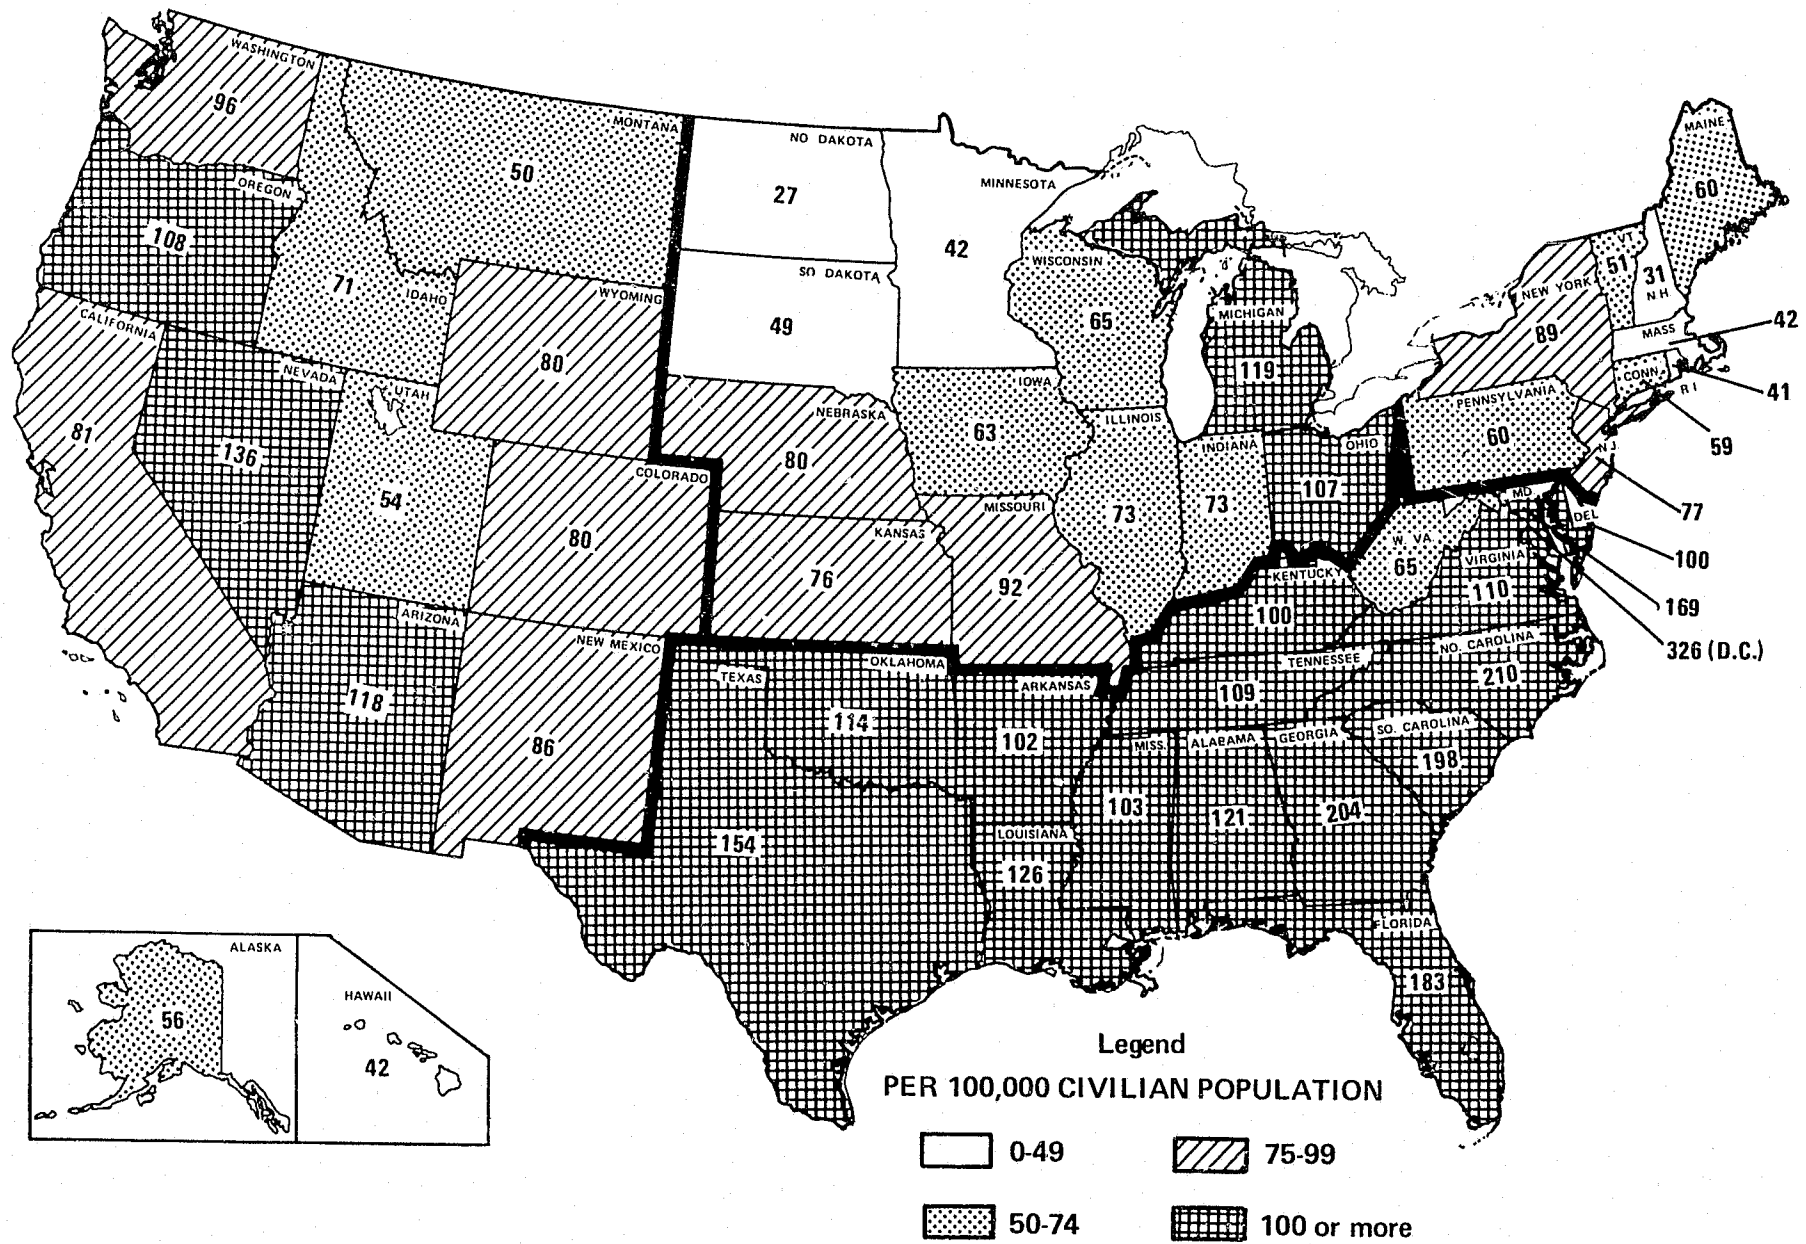 WASHINGTON
96
OREGON
108
CALIFORNIA
81
NEVADA
136
IDAHO
71
MONTANA
50
WYOMING
80
UTAH
54
COLORADO
80
ARIZONA
118
NEW MEXICO
86
NO DAKOTA
27
SO DAKOTA
49
NEBRASKA
80
KANSAS
76
OKLAHOMA
114
TEXAS
154
MINNESOTA
42
IOWA
63
MISSOURI
92
ARKANSAS
102
LOUISIANA
126
WISCONSIN
65
ILLINOIS
73
MICHIGAN
119
INDIANA
73
OHIO
107
KENTUCKY
100
TENNESSEE
109
MISS.
103
ALABAMA
121
GEORGIA
204
FLORIDA
183
SO. CAROLINA
198
NO. CAROLINA
210
VIRGINIA
110
W. VA.
65
MD
169
326 (D.C.)
DEL
100
PENNSYLVANIA
60
N J
77
NEW YORK
89
CONN.
59
R I
41
MASS
42
VT
51
31
N H
MAINE
60
ALASKA
56
HAWAII
42
Legend
PER 100,000 CIVILIAN POPULATION
0-49
75-99
50-74
100 or more